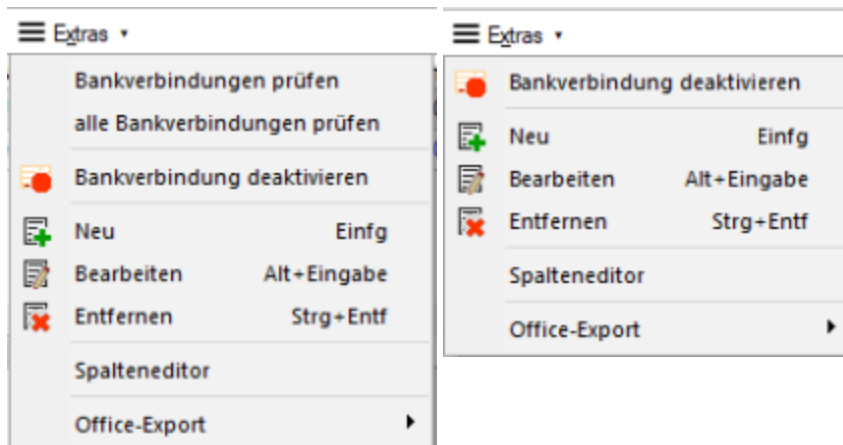 Extras
Bankverbindungen prüfen
alle Bankverbindungen prüfen
Bankverbindung deaktivieren
Neu Einfg
Bearbeiten Alt+Eingabe
Entfernen Strg+Entf
Spalteneditor
Office-Export
Extras
Bankverbindung deaktivieren
Neu Einfg
Bearbeiten Alt+Eingabe
Entfernen Strg+Entf
Spalteneditor
Office-Export